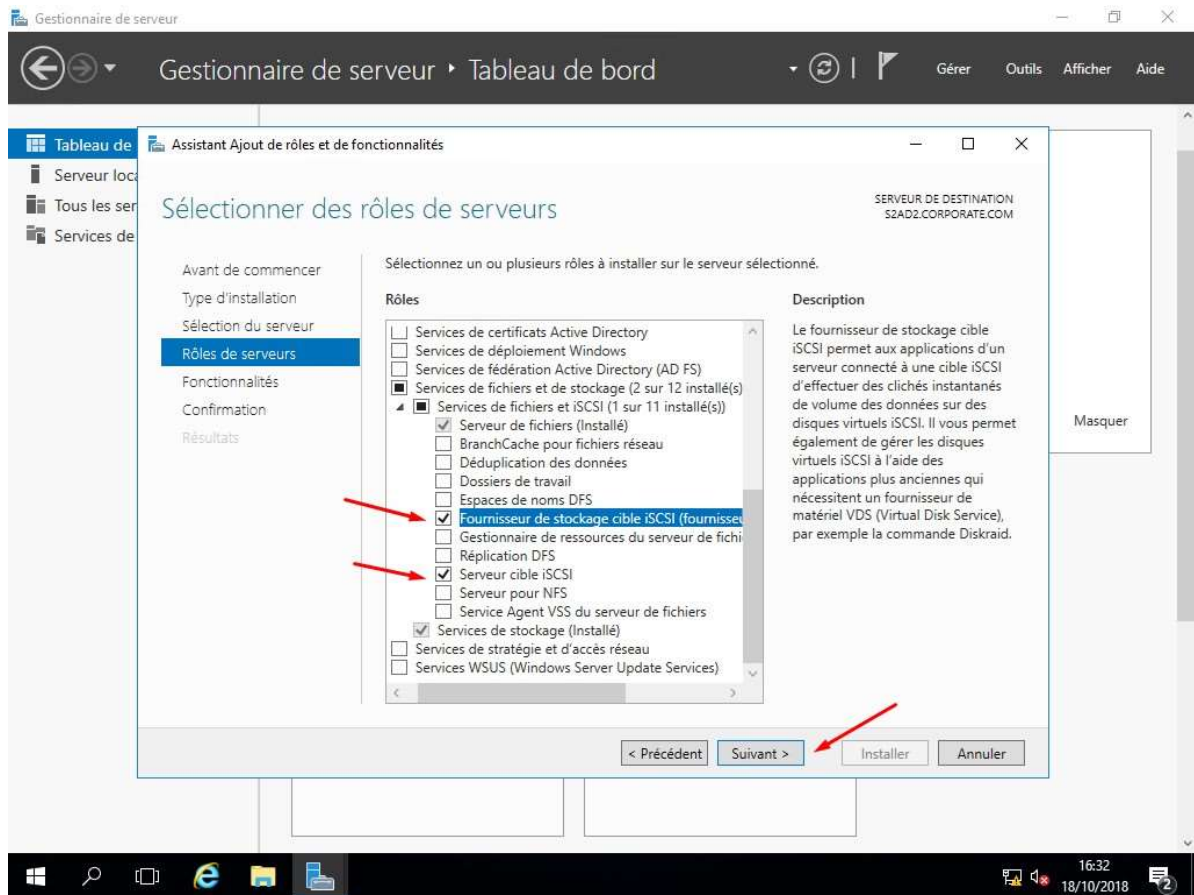 Gestionnaire de serveur
Gestionnaire de serveur • Tableau de bord
Gérer Outils Afficher Aide
Tableau de
Serveur loca
Tous les ser
Services de
Assistant Ajout de rôles et de fonctionnalités
Sélectionner des rôles de serveurs
SERVEUR DE DESTINATION
S2AD2.CORPORATE.COM
Avant de commencer
Type d'installation
Sélection du serveur
Rôles de serveurs
Fonctionnalités
Confirmation
Résultats
Sélectionnez un ou plusieurs rôles à installer sur le serveur sélectionné.
Rôles
Services de certificats Active Directory
Services de déploiement Windows
Services de fédération Active Directory (AD FS)
Services de fichiers et de stockage (2 sur 12 installé(s)
Services de fichiers et iSCSI (1 sur 11 installé(s))
Serveur de fichiers (Installé)
BranchCache pour fichiers réseau
Déduplication des données
Dossiers de travail
Espaces de noms DFS
Fournisseur de stockage cible iSCSI (fournisseu
Gestionnaire de ressources du serveur de fichi
Réplication DFS
Serveur cible iSCSI
Serveur pour NFS
Service Agent VSS du serveur de fichiers
Services de stockage (Installé)
Services de stratégie et d'accès réseau
Services WSUS (Windows Server Update Services)
Description
Le fournisseur de stockage cible
iSCSI permet aux applications d'un
serveur connecté à une cible iSCSI
d'effectuer des clichés instantanés
de volume des données sur des
disques virtuels iSCSI. Il vous permet
également de gérer les disques
virtuels iSCSI à l'aide des
applications plus anciennes qui
nécessitent un fournisseur de
matériel VDS (Virtual Disk Service),
par exemple la commande Diskraid.
Masquer
< Précédent Suivant > Installer Annuler
16:32
18/10/2018
2